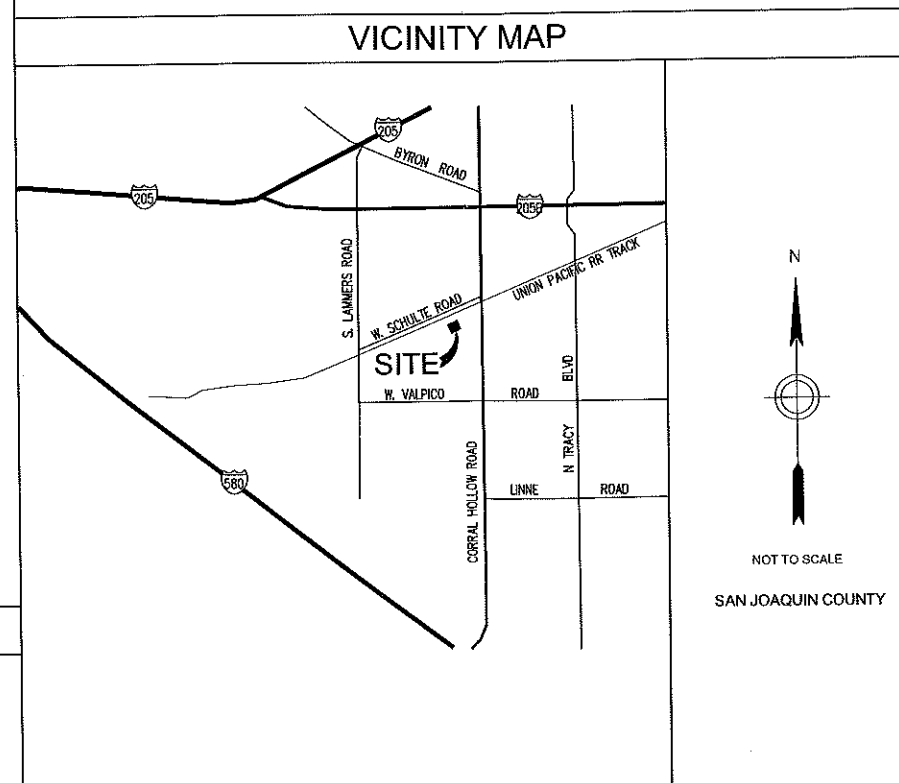 VICINITY MAP
205
BYRON ROAD
205
205B
S. LAMMERS ROAD
W. SCHULTE ROAD
UNION PACIFIC RR TRACK
N
SITE
W. VALPICO ROAD
N TRACY BLVD
CORRAL HOLLOW ROAD
LINNE ROAD
580
NOT TO SCALE
SAN JOAQUIN COUNTY